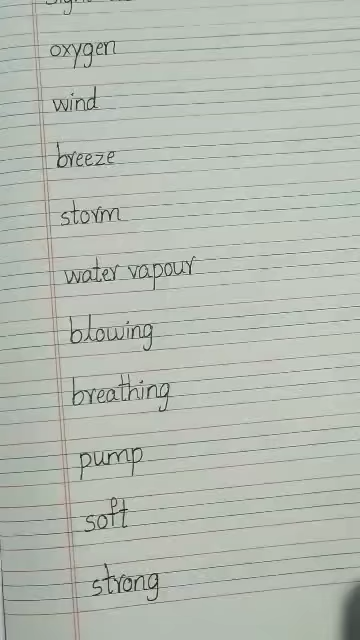 oxygen
wind
breeze
storm
water vapour
blowing
breathing
pump
soft
strong